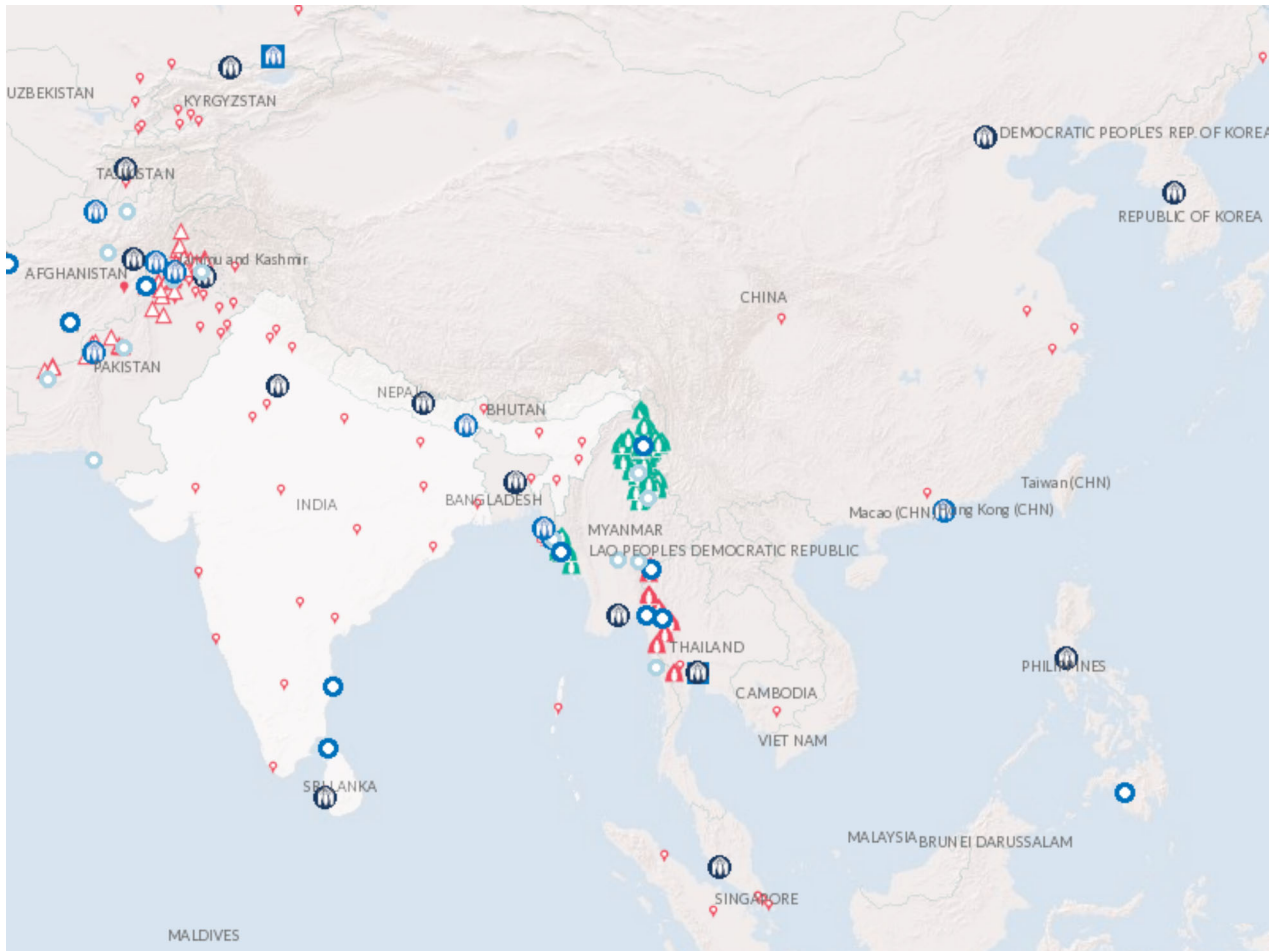 UZBEKISTAN
KYRGYZSTAN
DEMOCRATIC PEOPLE'S REP. OF KOREA
TAJIKISTAN
REPUBLIC OF KOREA
Jammu and Kashmir
AFGHANISTAN
CHINA
PAKISTAN
NEPAL
BHUTAN
Taiwan (CHN)
INDIA
BANGLADESH
Macao (CHN)
Hong Kong (CHN)
MYANMAR
LAO PEOPLE'S DEMOCRATIC REPUBLIC
THAILAND
PHILIPPINES
CAMBODIA
VIET NAM
SRI LANKA
MALAYSIA
BRUNEI DARUSSALAM
SINGAPORE
MALDIVES